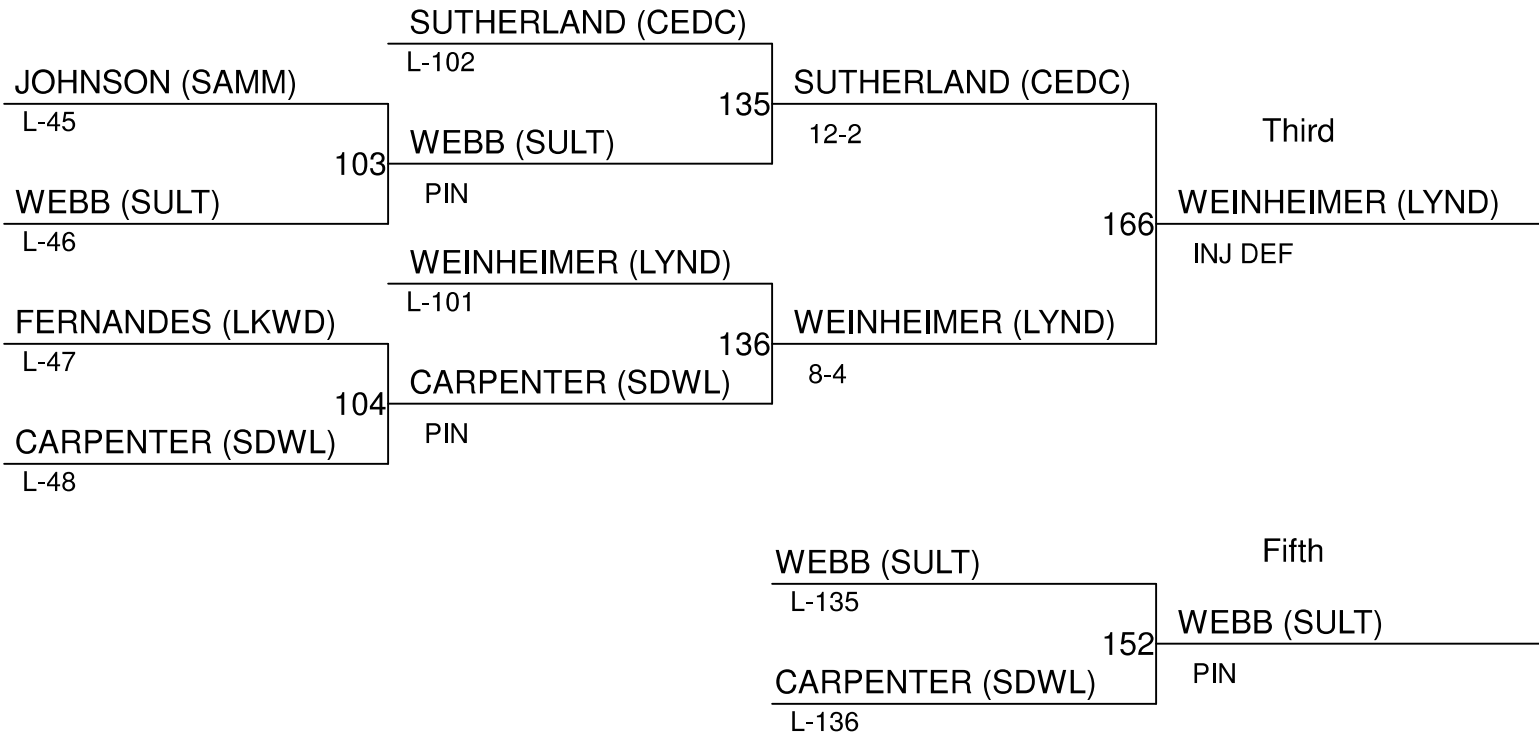 SUTHERLAND (CEDC)
L-102
JOHNSON (SAMM)
L-45
135
SUTHERLAND (CEDC)
12-2
Third
103
WEBB (SULT)
PIN
WEBB (SULT)
L-46
166
WEINHEIMER (LYND)
INJ DEF
WEINHEIMER (LYND)
L-101
FERNANDES (LKWD)
L-47
136
WEINHEIMER (LYND)
8-4
104
CARPENTER (SDWL)
PIN
CARPENTER (SDWL)
L-48
Fifth
WEBB (SULT)
L-135
152
WEBB (SULT)
PIN
CARPENTER (SDWL)
L-136